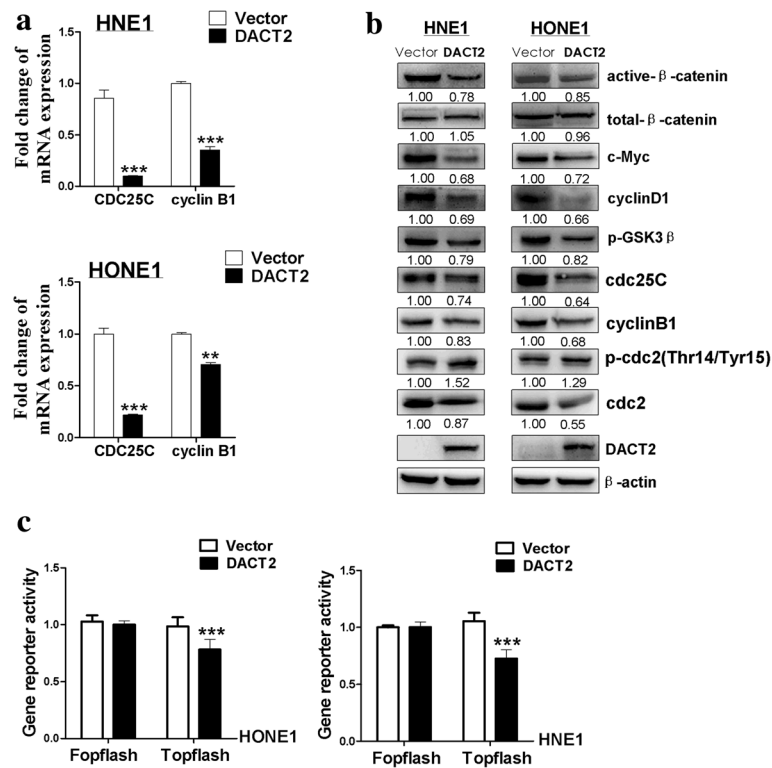 a
HNE1
Vector
DACT2
Fold change of
mRNA expression
1.5
1.0
0.5
0.0
***
***
CDC25C cyclin B1
HONE1
Vector
DACT2
Fold change of
mRNA expression
1.5
1.0
0.5
0.0
***
**
CDC25C cyclin B1
b
HNE1 HONE1
Vector DACT2 Vector DACT2
active-β-catenin
1.00 0.78 1.00 0.85
total-β-catenin
1.00 1.05 1.00 0.96
c-Myc
1.00 0.68 1.00 0.72
cyclinD1
1.00 0.69 1.00 0.66
p-GSK3β
1.00 0.79 1.00 0.82
cdc25C
1.00 0.74 1.00 0.64
cyclinB1
1.00 0.83 1.00 0.68
p-cdc2(Thr14/Tyr15)
1.00 1.52 1.00 1.29
cdc2
1.00 0.87 1.00 0.55
DACT2
β-actin
c
Vector
DACT2
Gene reporter activity
1.5
1.0
0.5
0.0
***
Fopflash Topflash
HONE1
Vector
DACT2
Gene reporter activity
1.5
1.0
0.5
0.0
***
Fopflash Topflash
HNE1